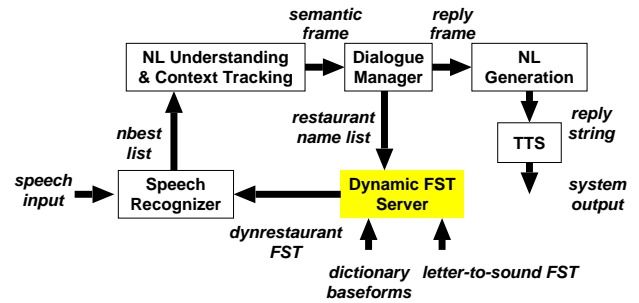 semantic
frame
reply
frame
NL Understanding
& Context Tracking
Dialogue
Manager
NL
Generation
nbest
list
restaurant
name list
reply
string
TTS
speech
input
Speech
Recognizer
Dynamic FST
Server
system
output
dynrestaurant
FST
dictionary
baseforms
letter-to-sound FST